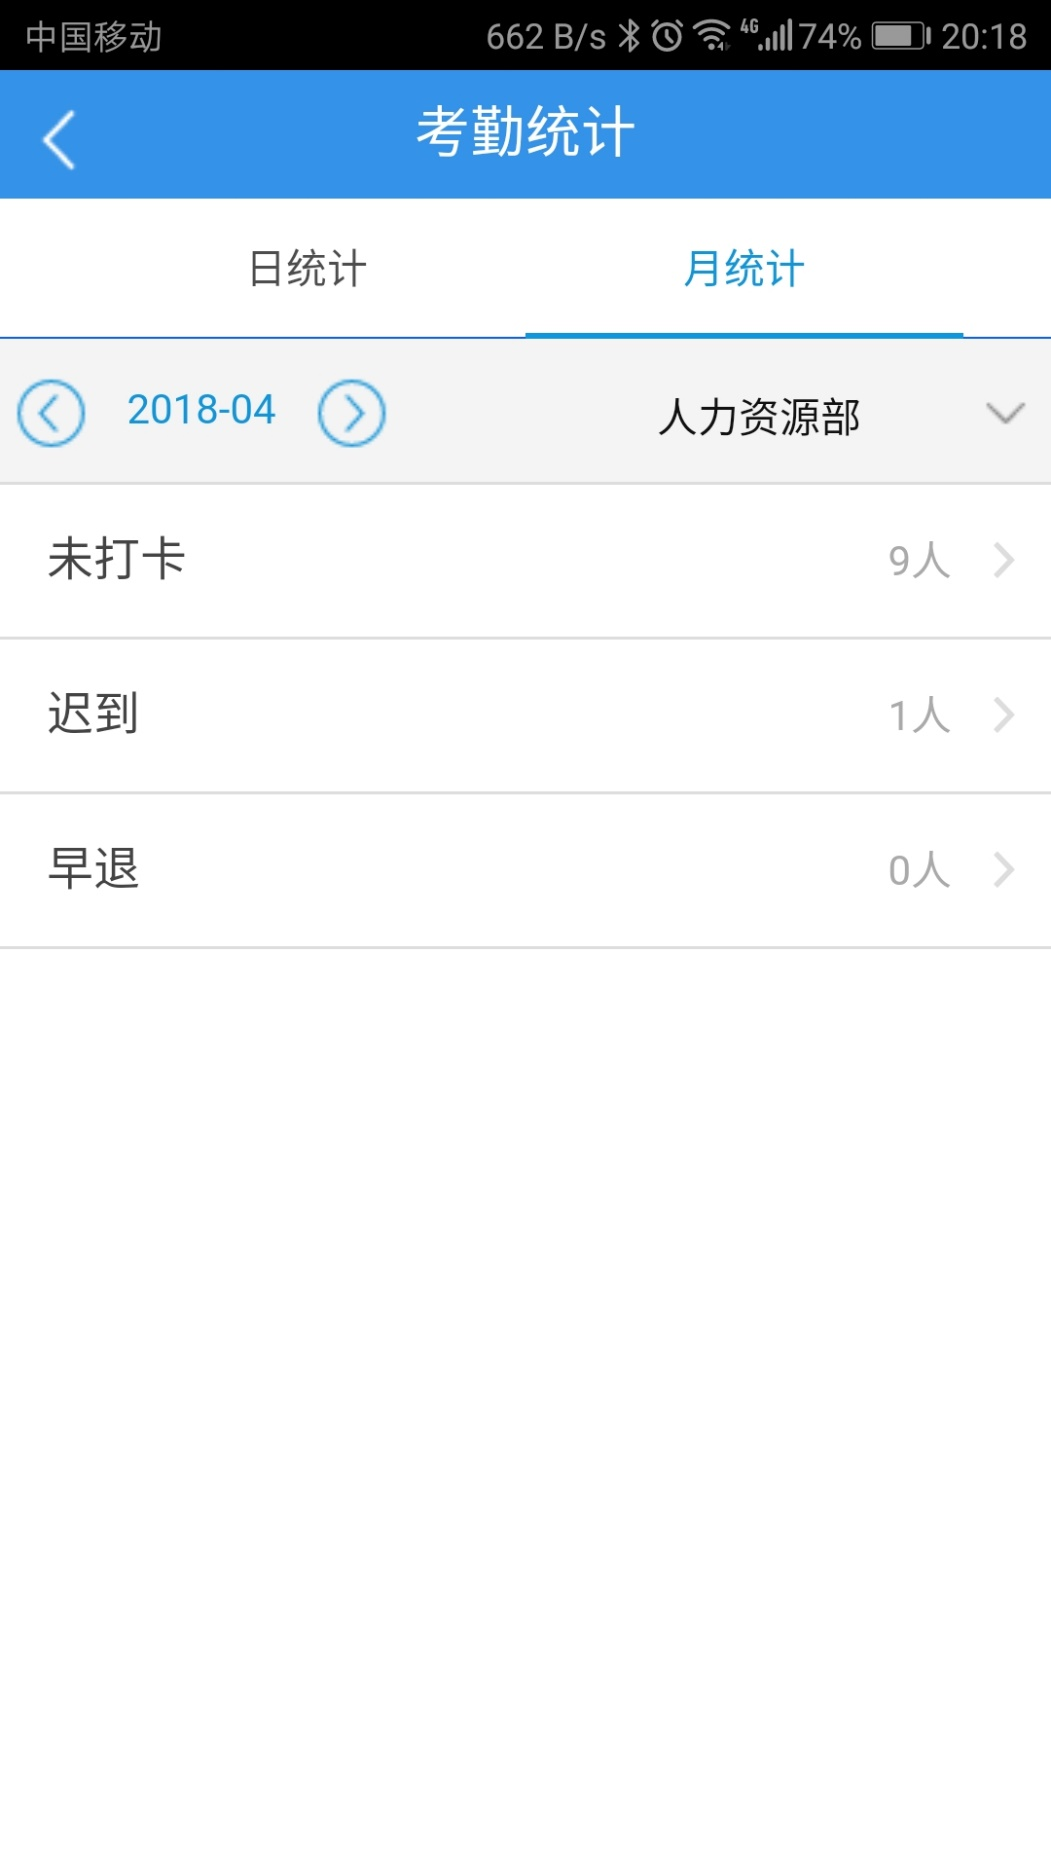 中国移动 662 B/s 4G 74% 20:18
考勤统计
日统计 月统计
2018-04 人力资源部
未打卡 9人
迟到 1人
早退 0人